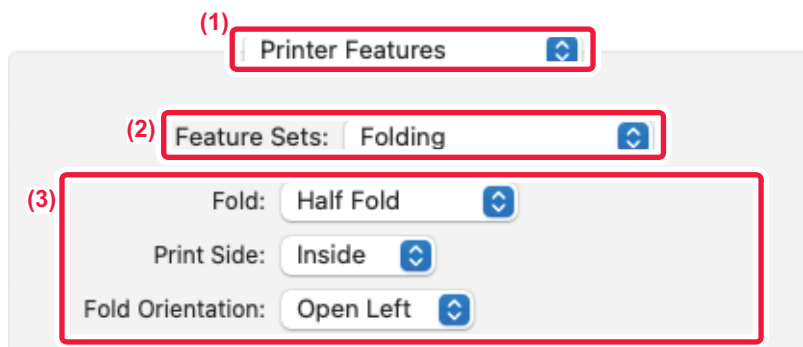 (1)
Printer Features
(2) Feature Sets: Folding
(3) Fold: Half Fold
Print Side: Inside
Fold Orientation: Open Left